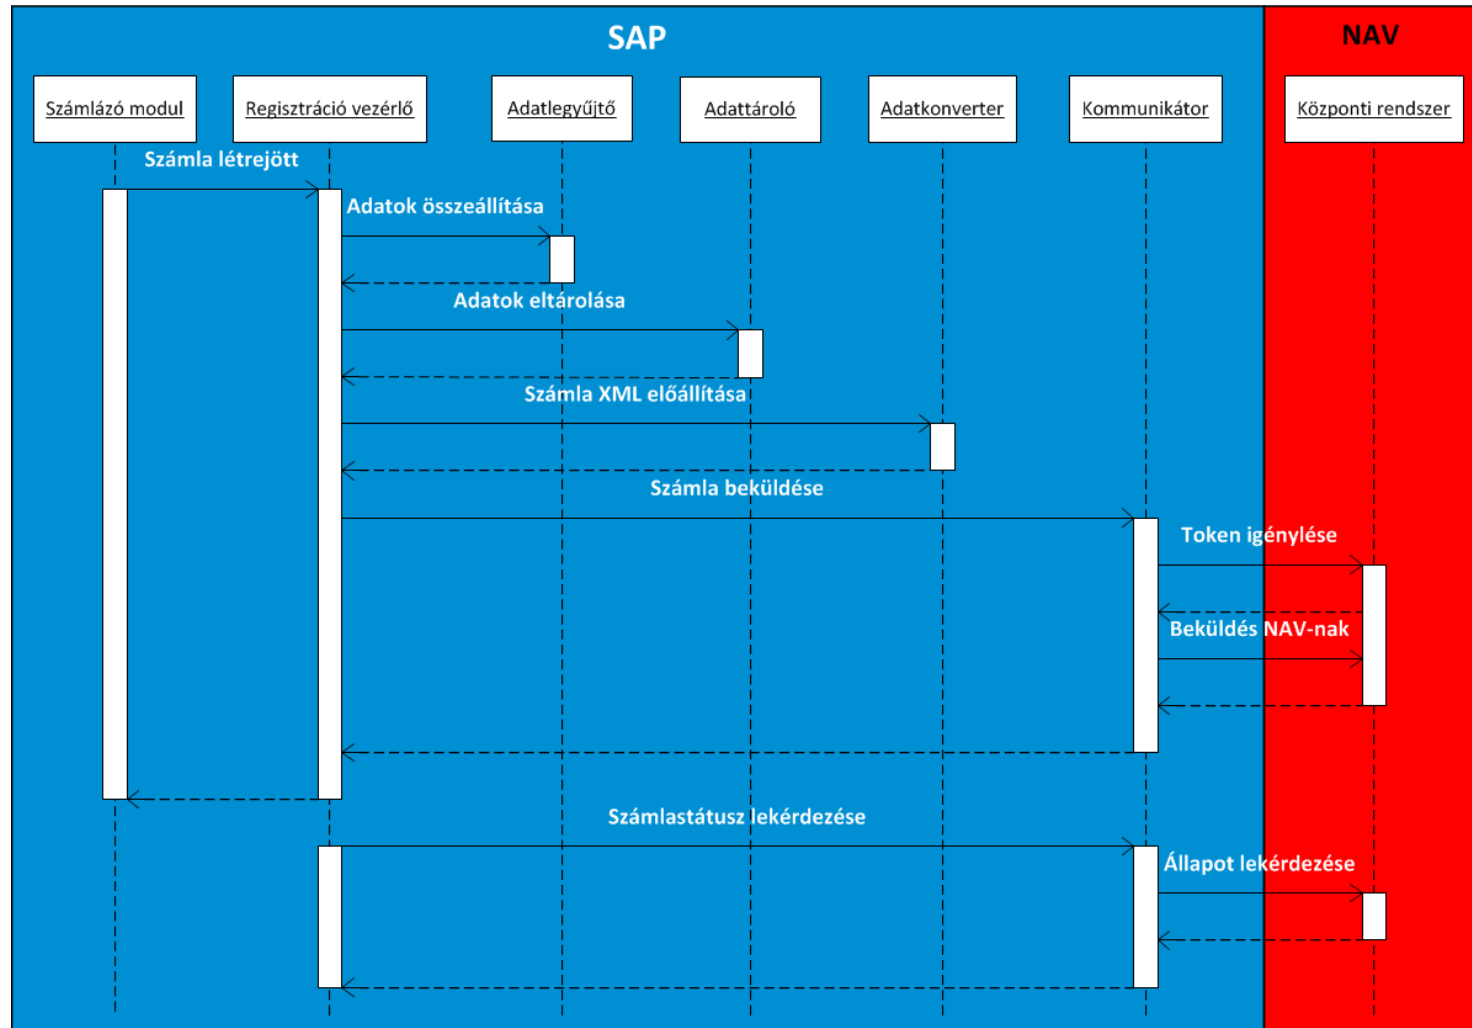 SAP
NAV
Számlázó modul
Regisztráció vezérlő
Adatlegyűjtő
Adattároló
Adatkonverter
Kommunikátor
Központi rendszer
Számla létrejött
Adatok összeállítása
Adatok eltárolása
Számla XML előállítása
Számla beküldése
Token igénylése
Beküldés NAV-nak
Számlastátusz lekérdezése
Állapot lekérdezése